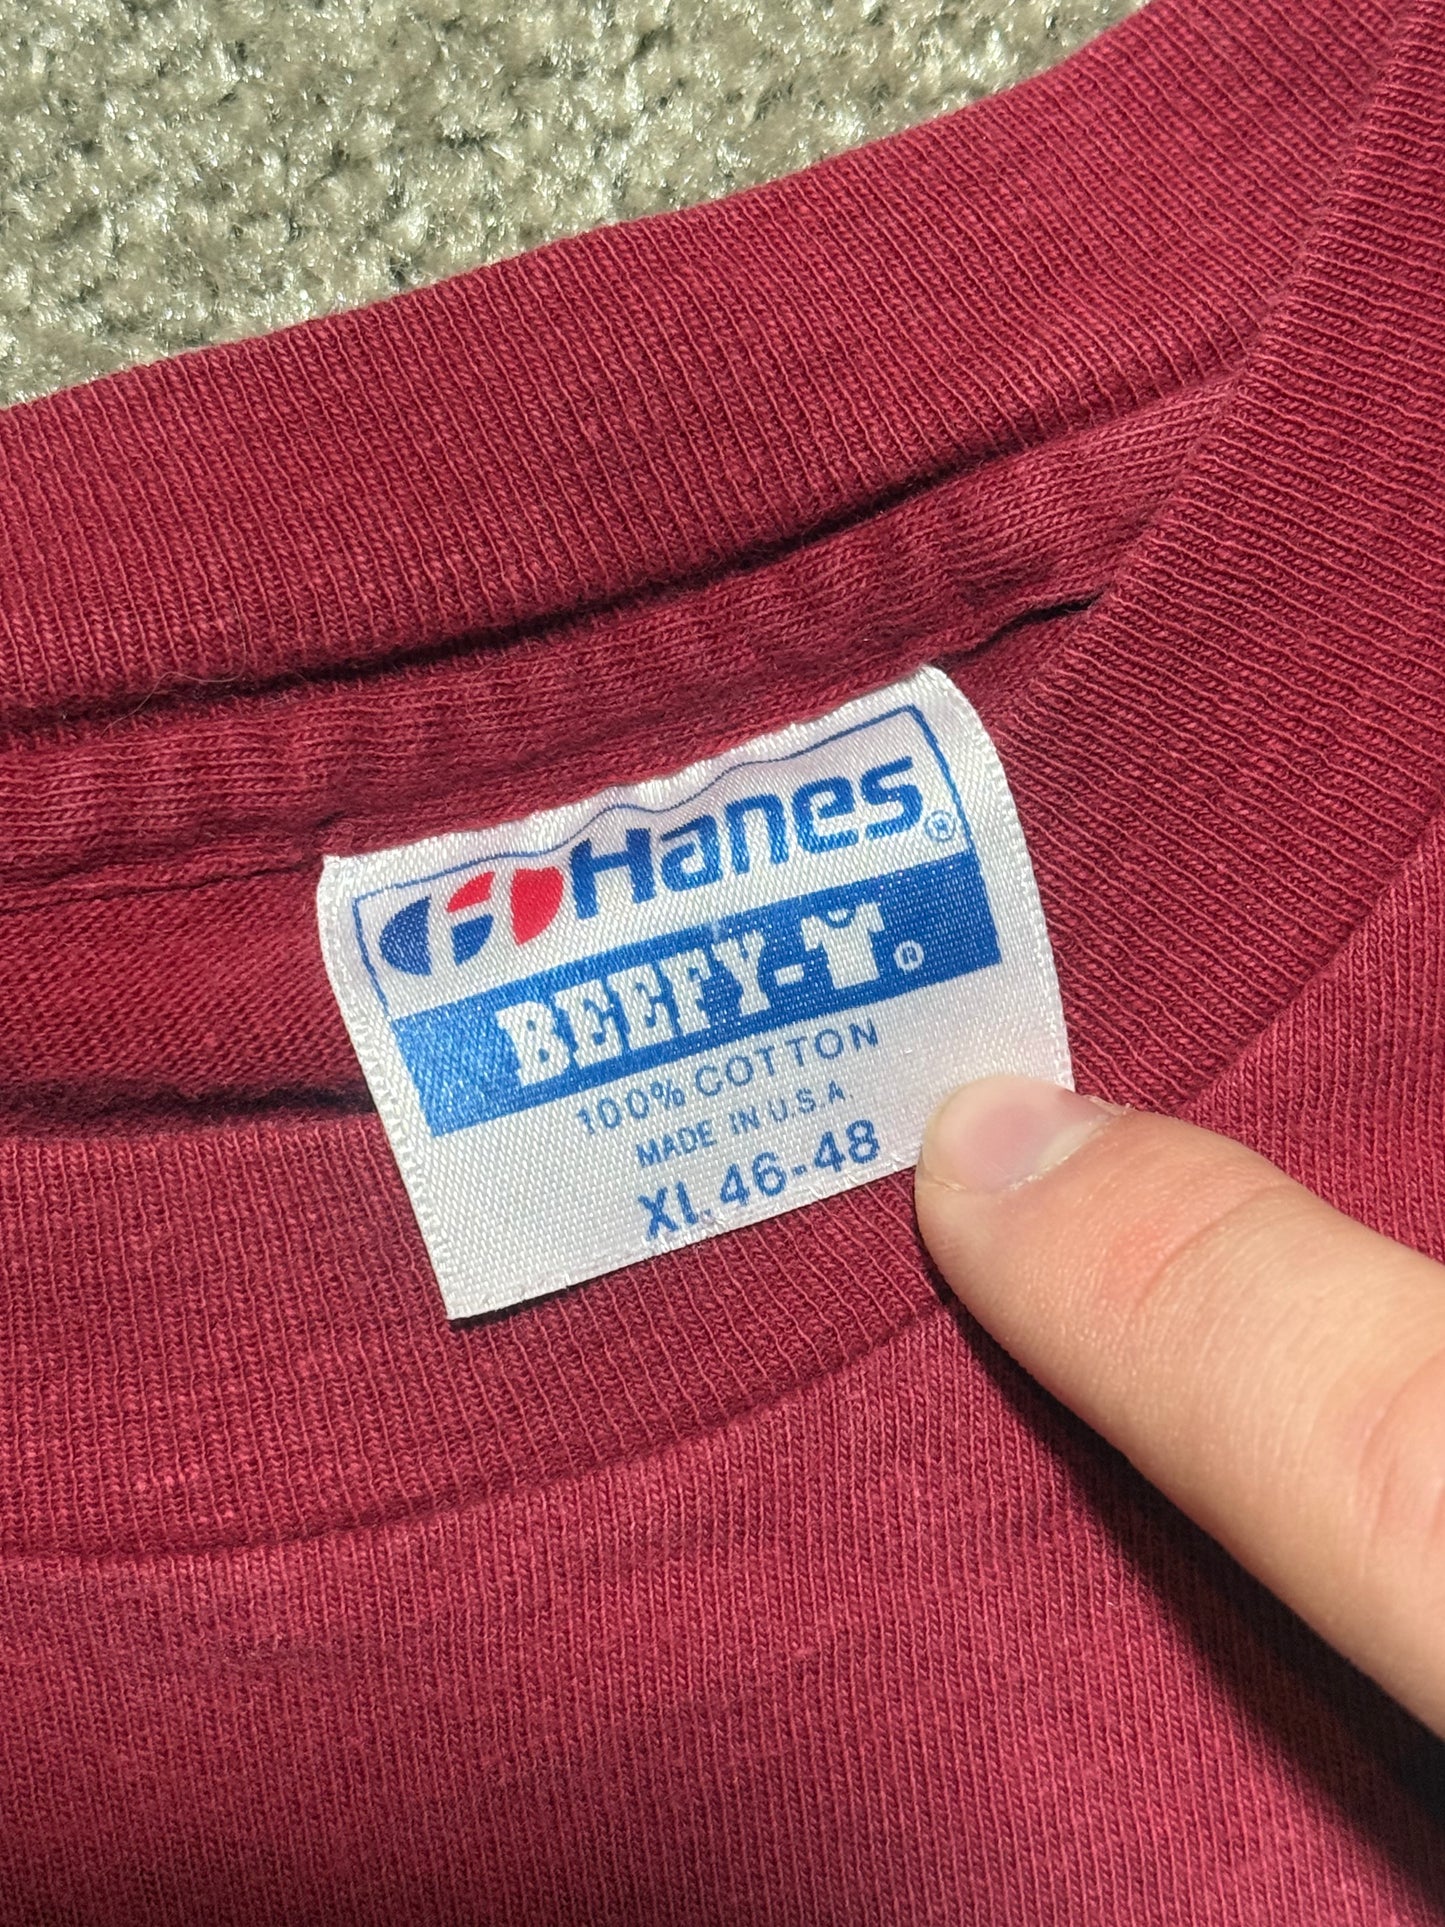 Hanes®
BEEFY-T®
100% COTTON
MADE IN U.S.A.
XL 46-48